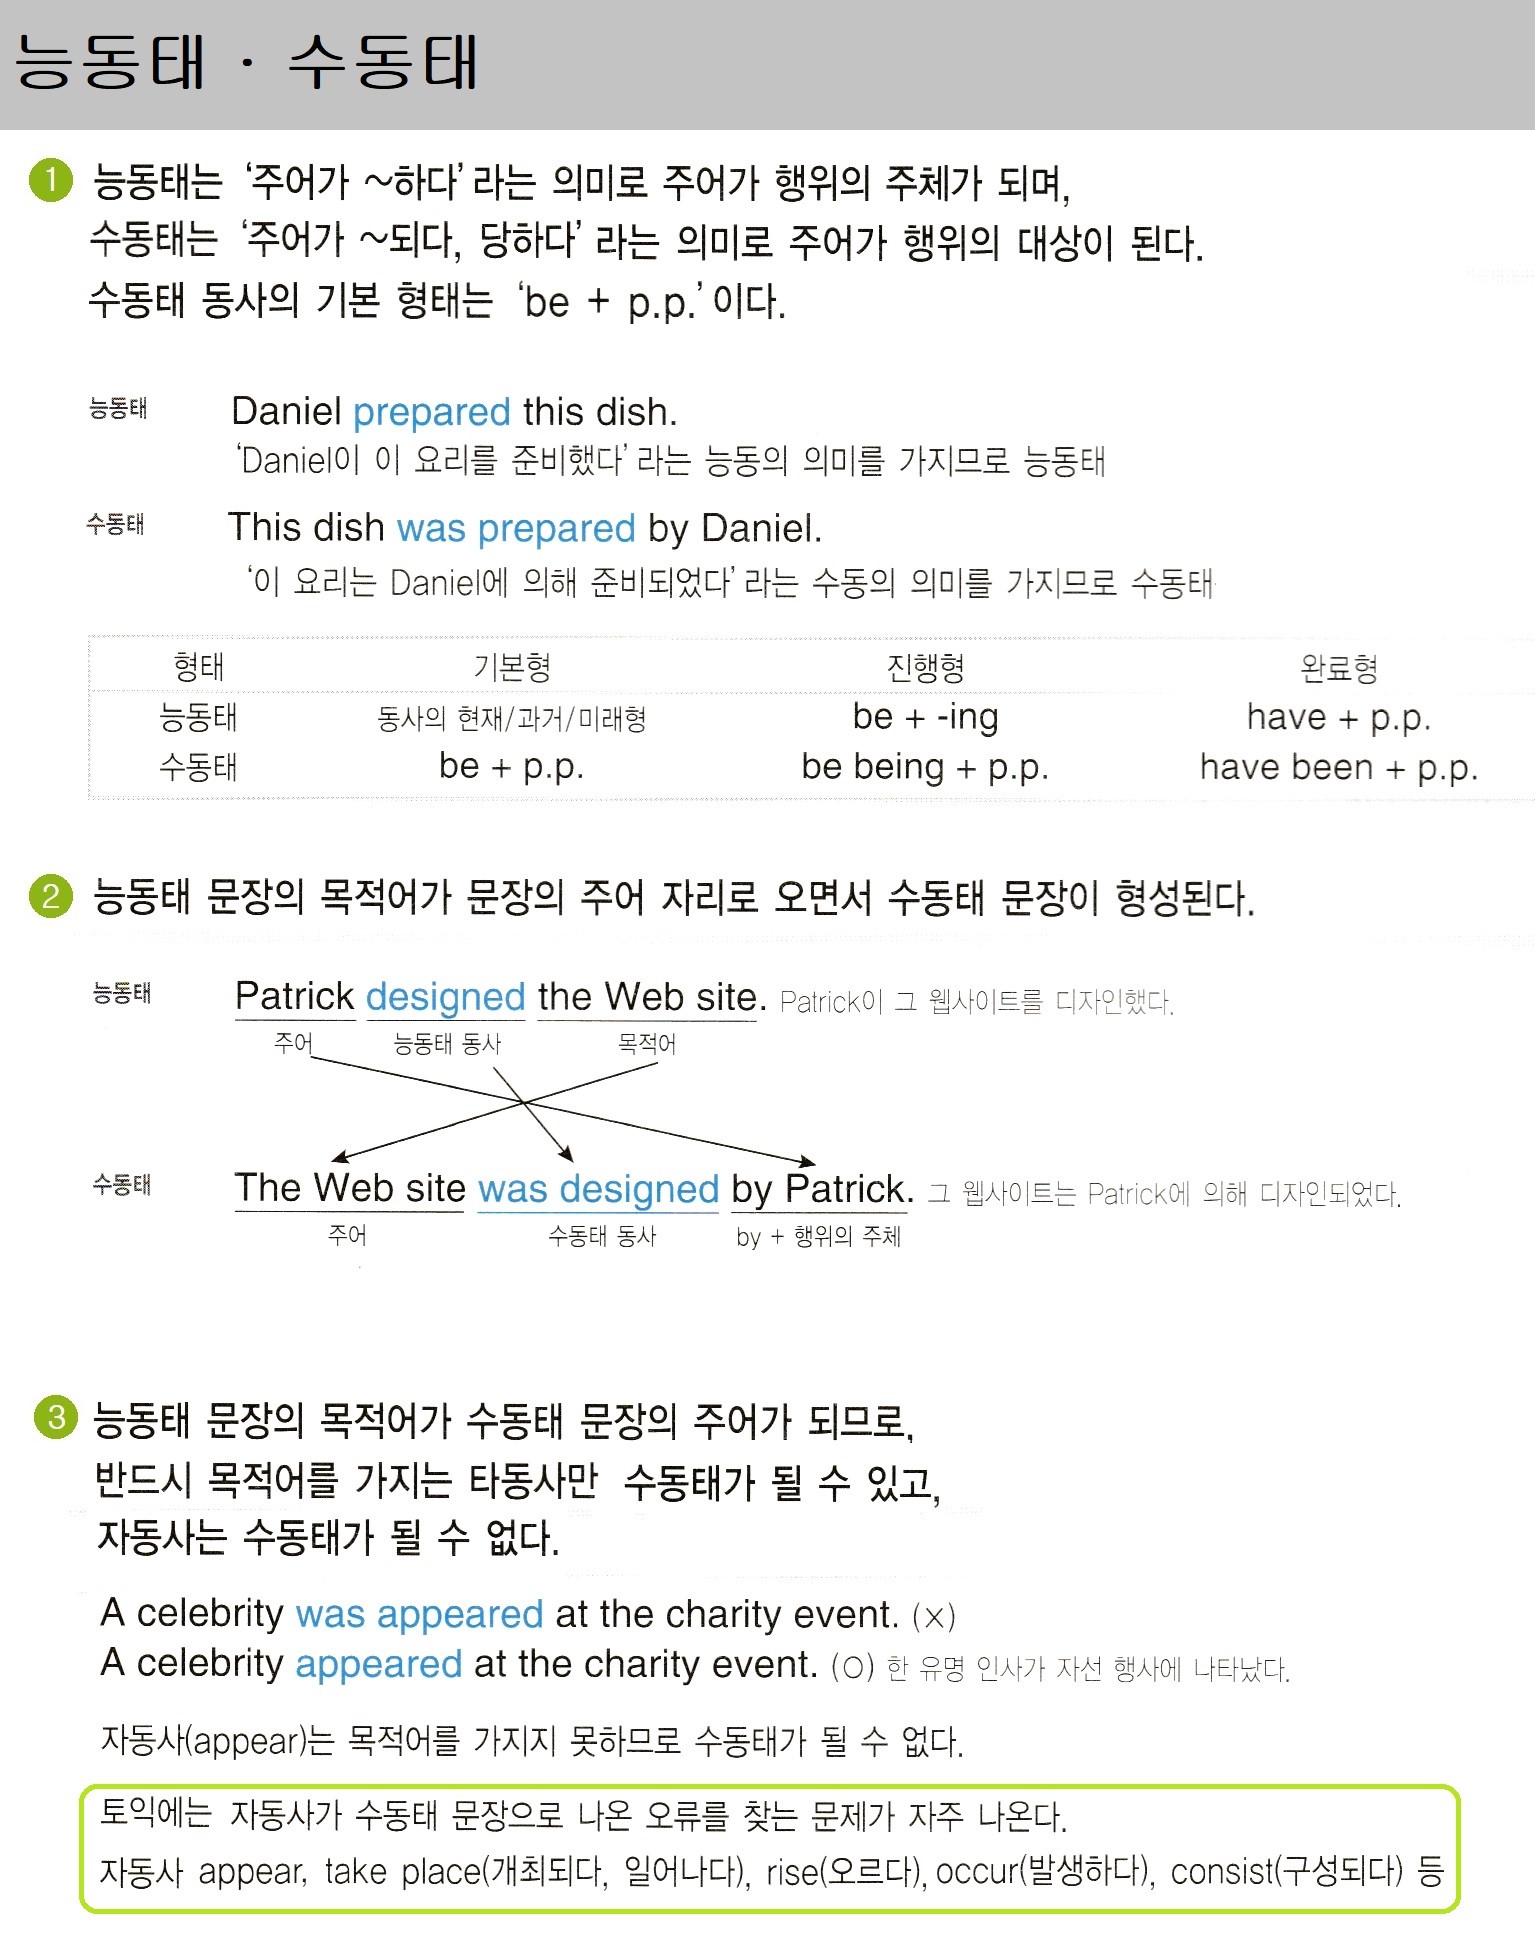 능동태 · 수동태
1 능동태는 ‘주어가 ~하다’라는 의미로 주어가 행위의 주체가 되며,
수동태는 ‘주어가 ~되다, 당하다’라는 의미로 주어가 행위의 대상이 된다.
수동태 동사의 기본 형태는 ‘be + p.p.’이다.
능동태 Daniel prepared this dish.
‘Daniel이 이 요리를 준비했다’라는 능동의 의미를 가지므로 능동태
수동태 This dish was prepared by Daniel.
‘이 요리는 Daniel에 의해 준비되었다’라는 수동의 의미를 가지므로 수동태
형태 기본형 진행형 완료형
능동태 동사의 현재/과거/미래형 be + -ing have + p.p.
수동태 be + p.p. be being + p.p. have been + p.p.
2 능동태 문장의 목적어가 문장의 주어 자리로 오면서 수동태 문장이 형성된다.
능동태 Patrick designed the Web site. Patrick이 그 웹사이트를 디자인했다.
주어 능동태 동사 목적어
수동태 The Web site was designed by Patrick. 그 웹사이트는 Patrick에 의해 디자인되었다.
주어 수동태 동사 by + 행위의 주체
3 능동태 문장의 목적어가 수동태 문장의 주어가 되므로,
반드시 목적어를 가지는 타동사만 수동태가 될 수 있고,
자동사는 수동태가 될 수 없다.
A celebrity was appeared at the charity event. (×)
A celebrity appeared at the charity event. (O) 한 유명 인사가 자선 행사에 나타났다.
자동사(appear)는 목적어를 가지지 못하므로 수동태가 될 수 없다.
토익에는 자동사가 수동태 문장으로 나온 오류를 찾는 문제가 자주 나온다.
자동사 appear, take place(개최되다, 일어나다), rise(오르다), occur(발생하다), consist(구성되다) 등